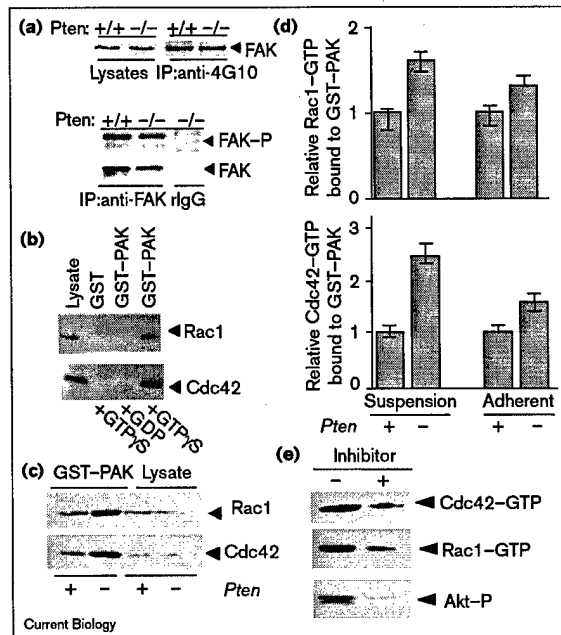 (a)
Pten: +/+ −/− +/+ −/−
FAK
Lysates IP:anti-4G10
Pten: +/+ −/− −/−
FAK–P
FAK
IP:anti-FAK rIgG
(b)
Lysate
GST
GST–PAK
GST–PAK
Rac1
Cdc42
+GTPγS
+GDP
+GTPγS
(c)
GST–PAK Lysate
Rac1
Cdc42
+ − + − Pten
Current Biology
(d)
Relative Rac1–GTP
bound to GST–PAK
2
1
0
Relative Cdc42–GTP
bound to GST–PAK
3
2
1
0
Suspension Adherent
Pten + − + −
(e)
Inhibitor
− +
Cdc42–GTP
Rac1–GTP
Akt–P